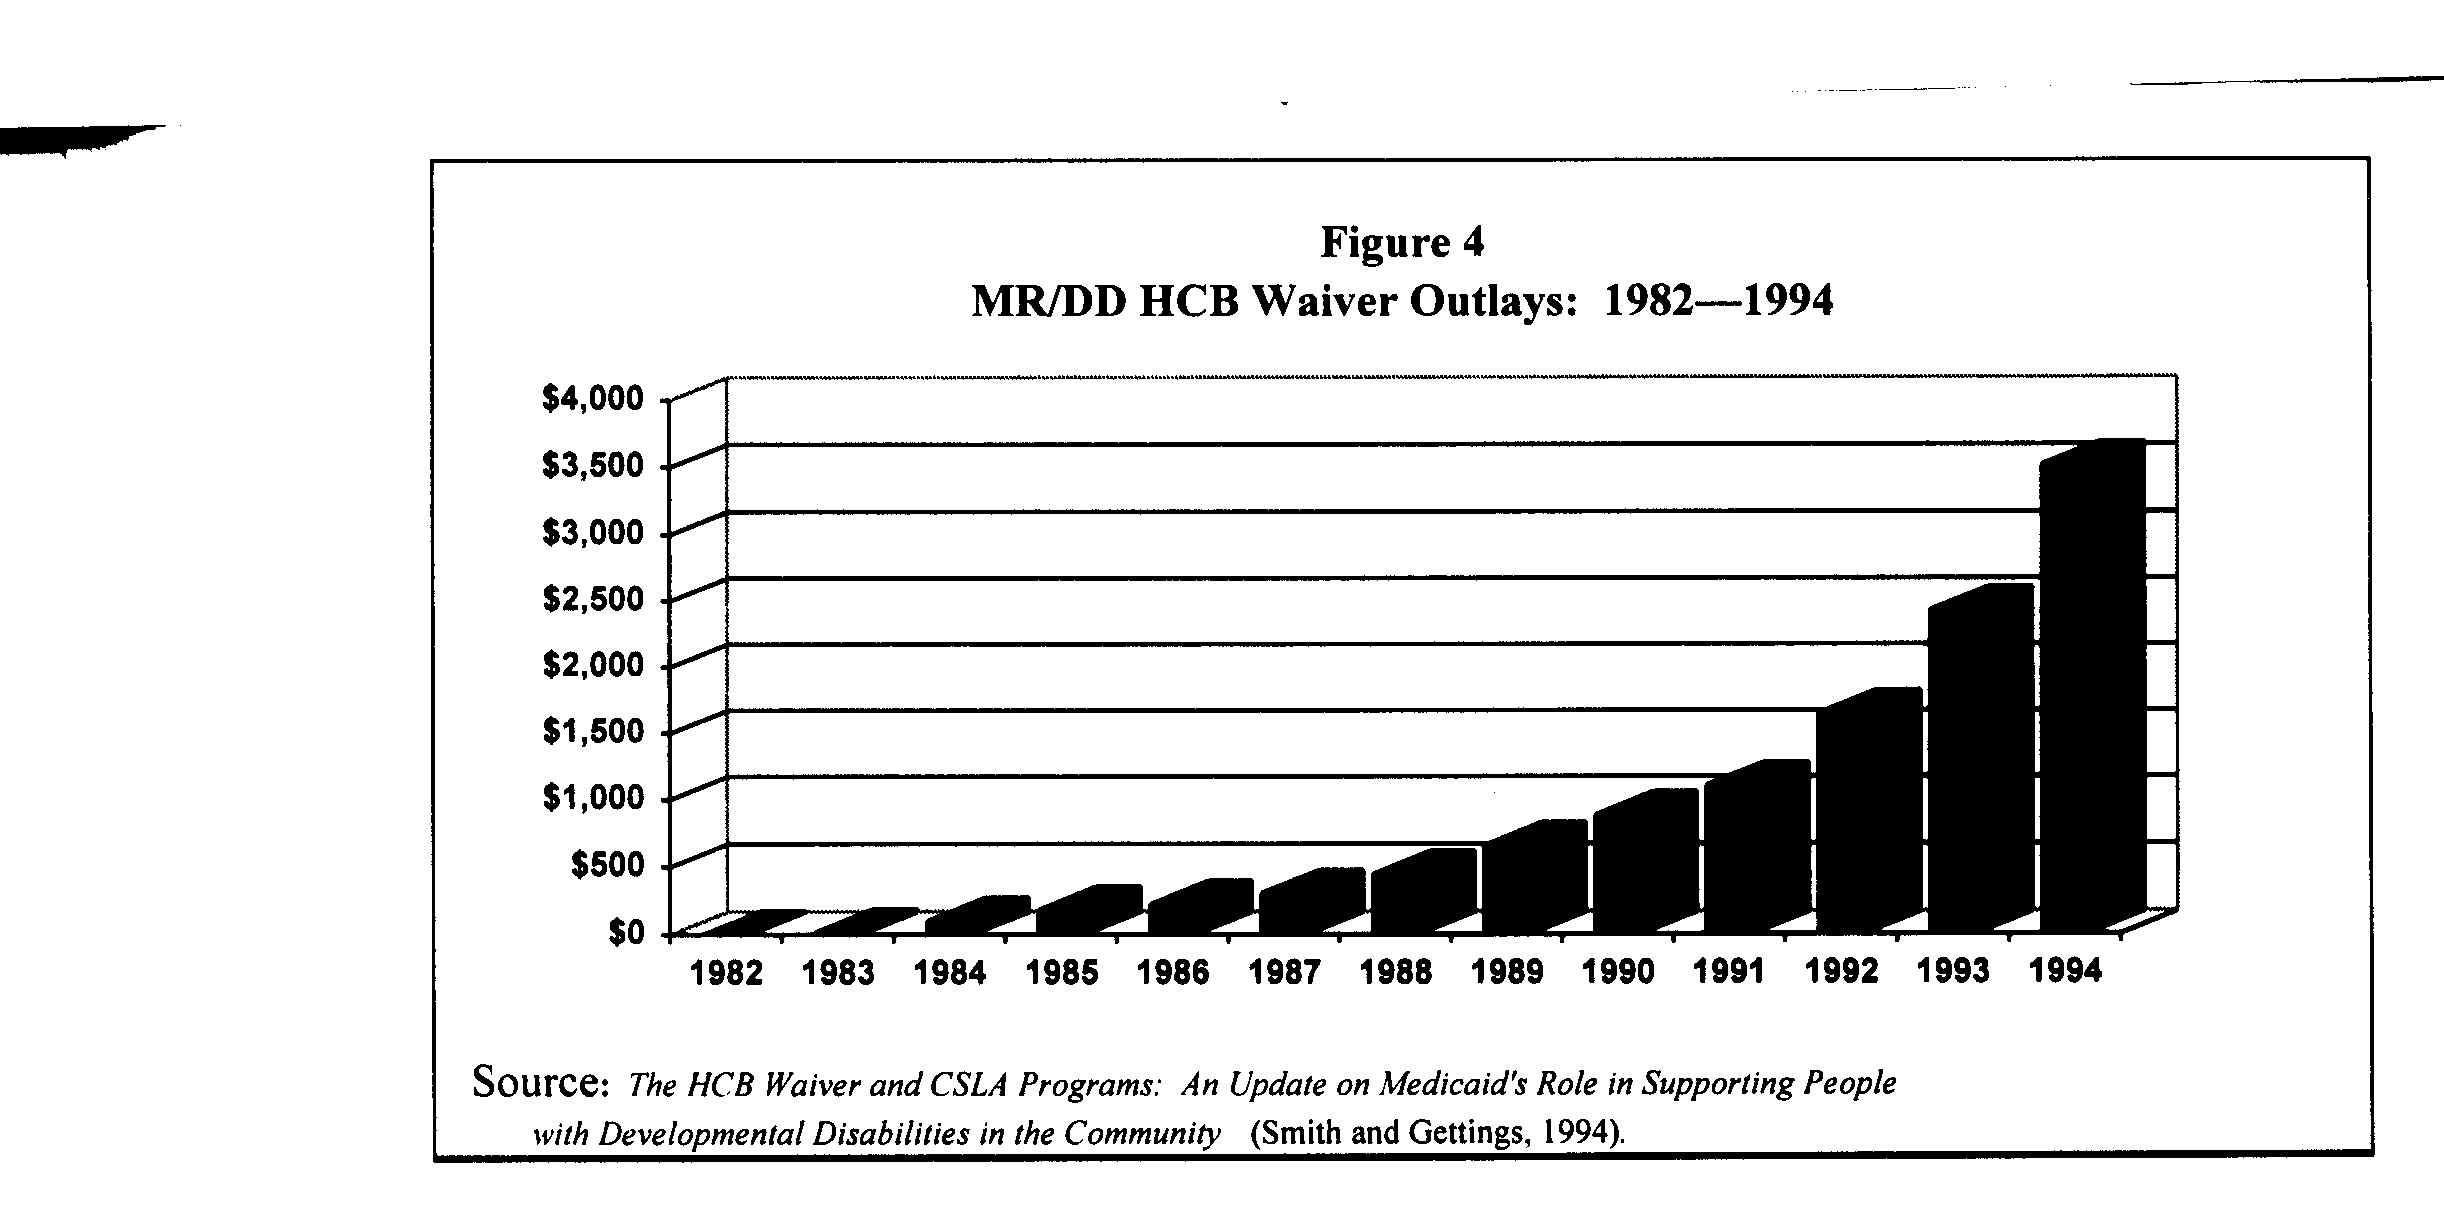 Figure 4
MR/DD HCB Waiver Outlays: 1982—1994
$4,000
$3,500
$3,000
$2,500
$2,000
$1,500
$1,000
$500
$0
1982 1983 1984 1985 1986 1987 1988 1989 1990 1991 1992 1993 1994
Source: The HCB Waiver and CSLA Programs: An Update on Medicaid's Role in Supporting People
with Developmental Disabilities in the Community (Smith and Gettings, 1994).